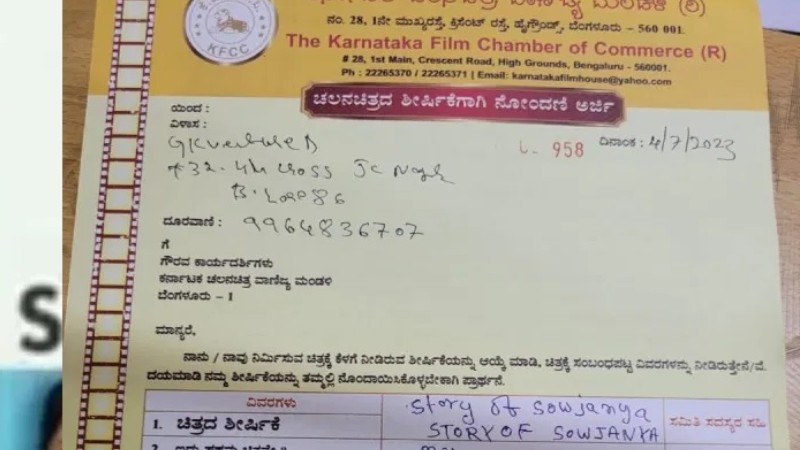 KFCC
ನಂ. 28, 1ನೇ ಮುಖ್ಯರಸ್ತೆ, ಕ್ರೆಸೆಂಟ್ ರಸ್ತೆ, ಹೈಗ್ರೌಂಡ್ಸ್, ಬೆಂಗಳೂರು – 560 001.
The Karnataka Film Chamber of Commerce (R)
# 28, 1st Main, Crescent Road, High Grounds, Bengaluru - 560001.
Ph : 22265370 / 22265371 | Email: karnatakafilmhouse@yahoo.com
ಚಲನಚಿತ್ರದ ಶೀರ್ಷಿಕೆಗಾಗಿ ನೋಂದಣಿ ಅರ್ಜಿ
ಯಿಂದ :
ವಿಳಾಸ :
L. 958 ದಿನಾಂಕ : 4/7/2023
32. 4th cross JC
ದೂರವಾಣಿ : 9964836707
ಗೆ
ಗೌರವ ಕಾರ್ಯದರ್ಶಿಗಳು
ಕರ್ನಾಟಕ ಚಲನಚಿತ್ರ ವಾಣಿಜ್ಯ ಮಂಡಳಿ
ಬೆಂಗಳೂರು – 1
ಮಾನ್ಯರೆ,
ನಾನು / ನಾವು ನಿರ್ಮಿಸುವ ಚಿತ್ರಕ್ಕೆ ಕೆಳಗೆ ನೀಡಿರುವ ಶೀರ್ಷಿಕೆಯನ್ನು ಆಯ್ಕೆ ಮಾಡಿ, ಚಿತ್ರಕ್ಕೆ ಸಂಬಂಧಪಟ್ಟ ವಿವರಗಳನ್ನು ನೀಡಿರುತ್ತೇನೆ/ವೆ.
ದಯಮಾಡಿ ನಮ್ಮ ಶೀರ್ಷಿಕೆಯನ್ನು ತಮ್ಮಲ್ಲಿ ನೊಂದಾಯಿಸಿಕೊಳ್ಳಬೇಕಾಗಿ ಪ್ರಾರ್ಥನೆ.
ವಿವರಗಳು story of sowjanya ಸಮಿತಿ ಸದಸ್ಯರ ಸಹಿ
1. ಚಿತ್ರದ ಶೀರ್ಷಿಕೆ STORY OF SOWJANYA